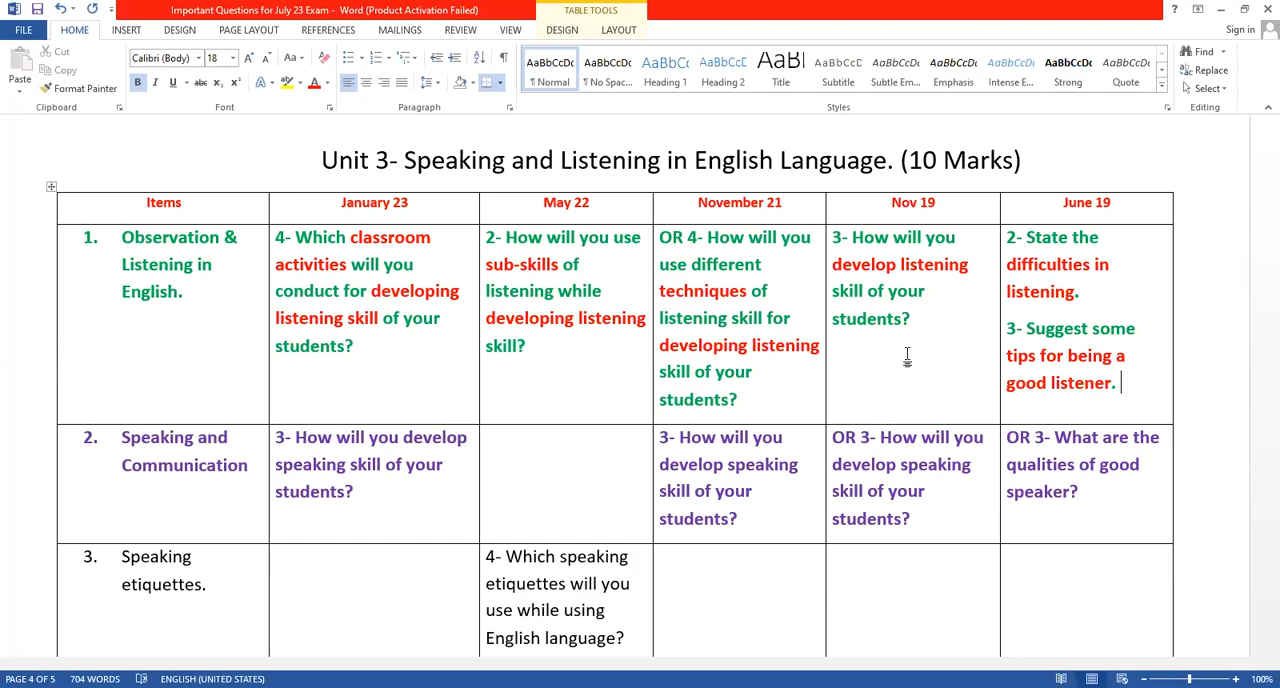 Important Questions for July 23 Exam - Word (Product Activation Failed)
TABLE TOOLS
?
FILE
HOME
INSERT
DESIGN
PAGE LAYOUT
REFERENCES
MAILINGS
REVIEW
VIEW
DESIGN
LAYOUT
Sign in
Paste
Cut
Copy
Format Painter
Clipboard
Calibri (Body)
18
Aa
B I U abc x₂ x² A A
Font
Paragraph
AaBbCcDc
¶ Normal
AaBbCcDc
¶ No Spac...
AaBbCc
Heading 1
AaBbCcC
Heading 2
AaBl
Title
AaBbCcC
Subtitle
AaBbCcDc
Subtle Em...
AaBbCcDc
Emphasis
AaBbCcDc
Intense E...
AaBbCcDc
Strong
AaBbCcDc
Quote
Styles
Find
Replace
Select
Editing
Unit 3- Speaking and Listening in English Language. (10 Marks)
Items
January 23
May 22
November 21
Nov 19
June 19
1. Observation &
Listening in
English.
4- Which classroom
activities will you
conduct for developing
listening skill of your
students?
2- How will you use
sub-skills of
listening while
developing listening
skill?
OR 4- How will you
use different
techniques of
listening skill for
developing listening
skill of your
students?
3- How will you
develop listening
skill of your
students?
2- State the
difficulties in
listening.
3- Suggest some
tips for being a
good listener.
2. Speaking and
Communication
3- How will you develop
speaking skill of your
students?
3- How will you
develop speaking
skill of your
students?
OR 3- How will you
develop speaking
skill of your
students?
OR 3- What are the
qualities of good
speaker?
3. Speaking
etiquettes.
4- Which speaking
etiquettes will you
use while using
English language?
PAGE 4 OF 5
704 WORDS
ENGLISH (UNITED STATES)
100%